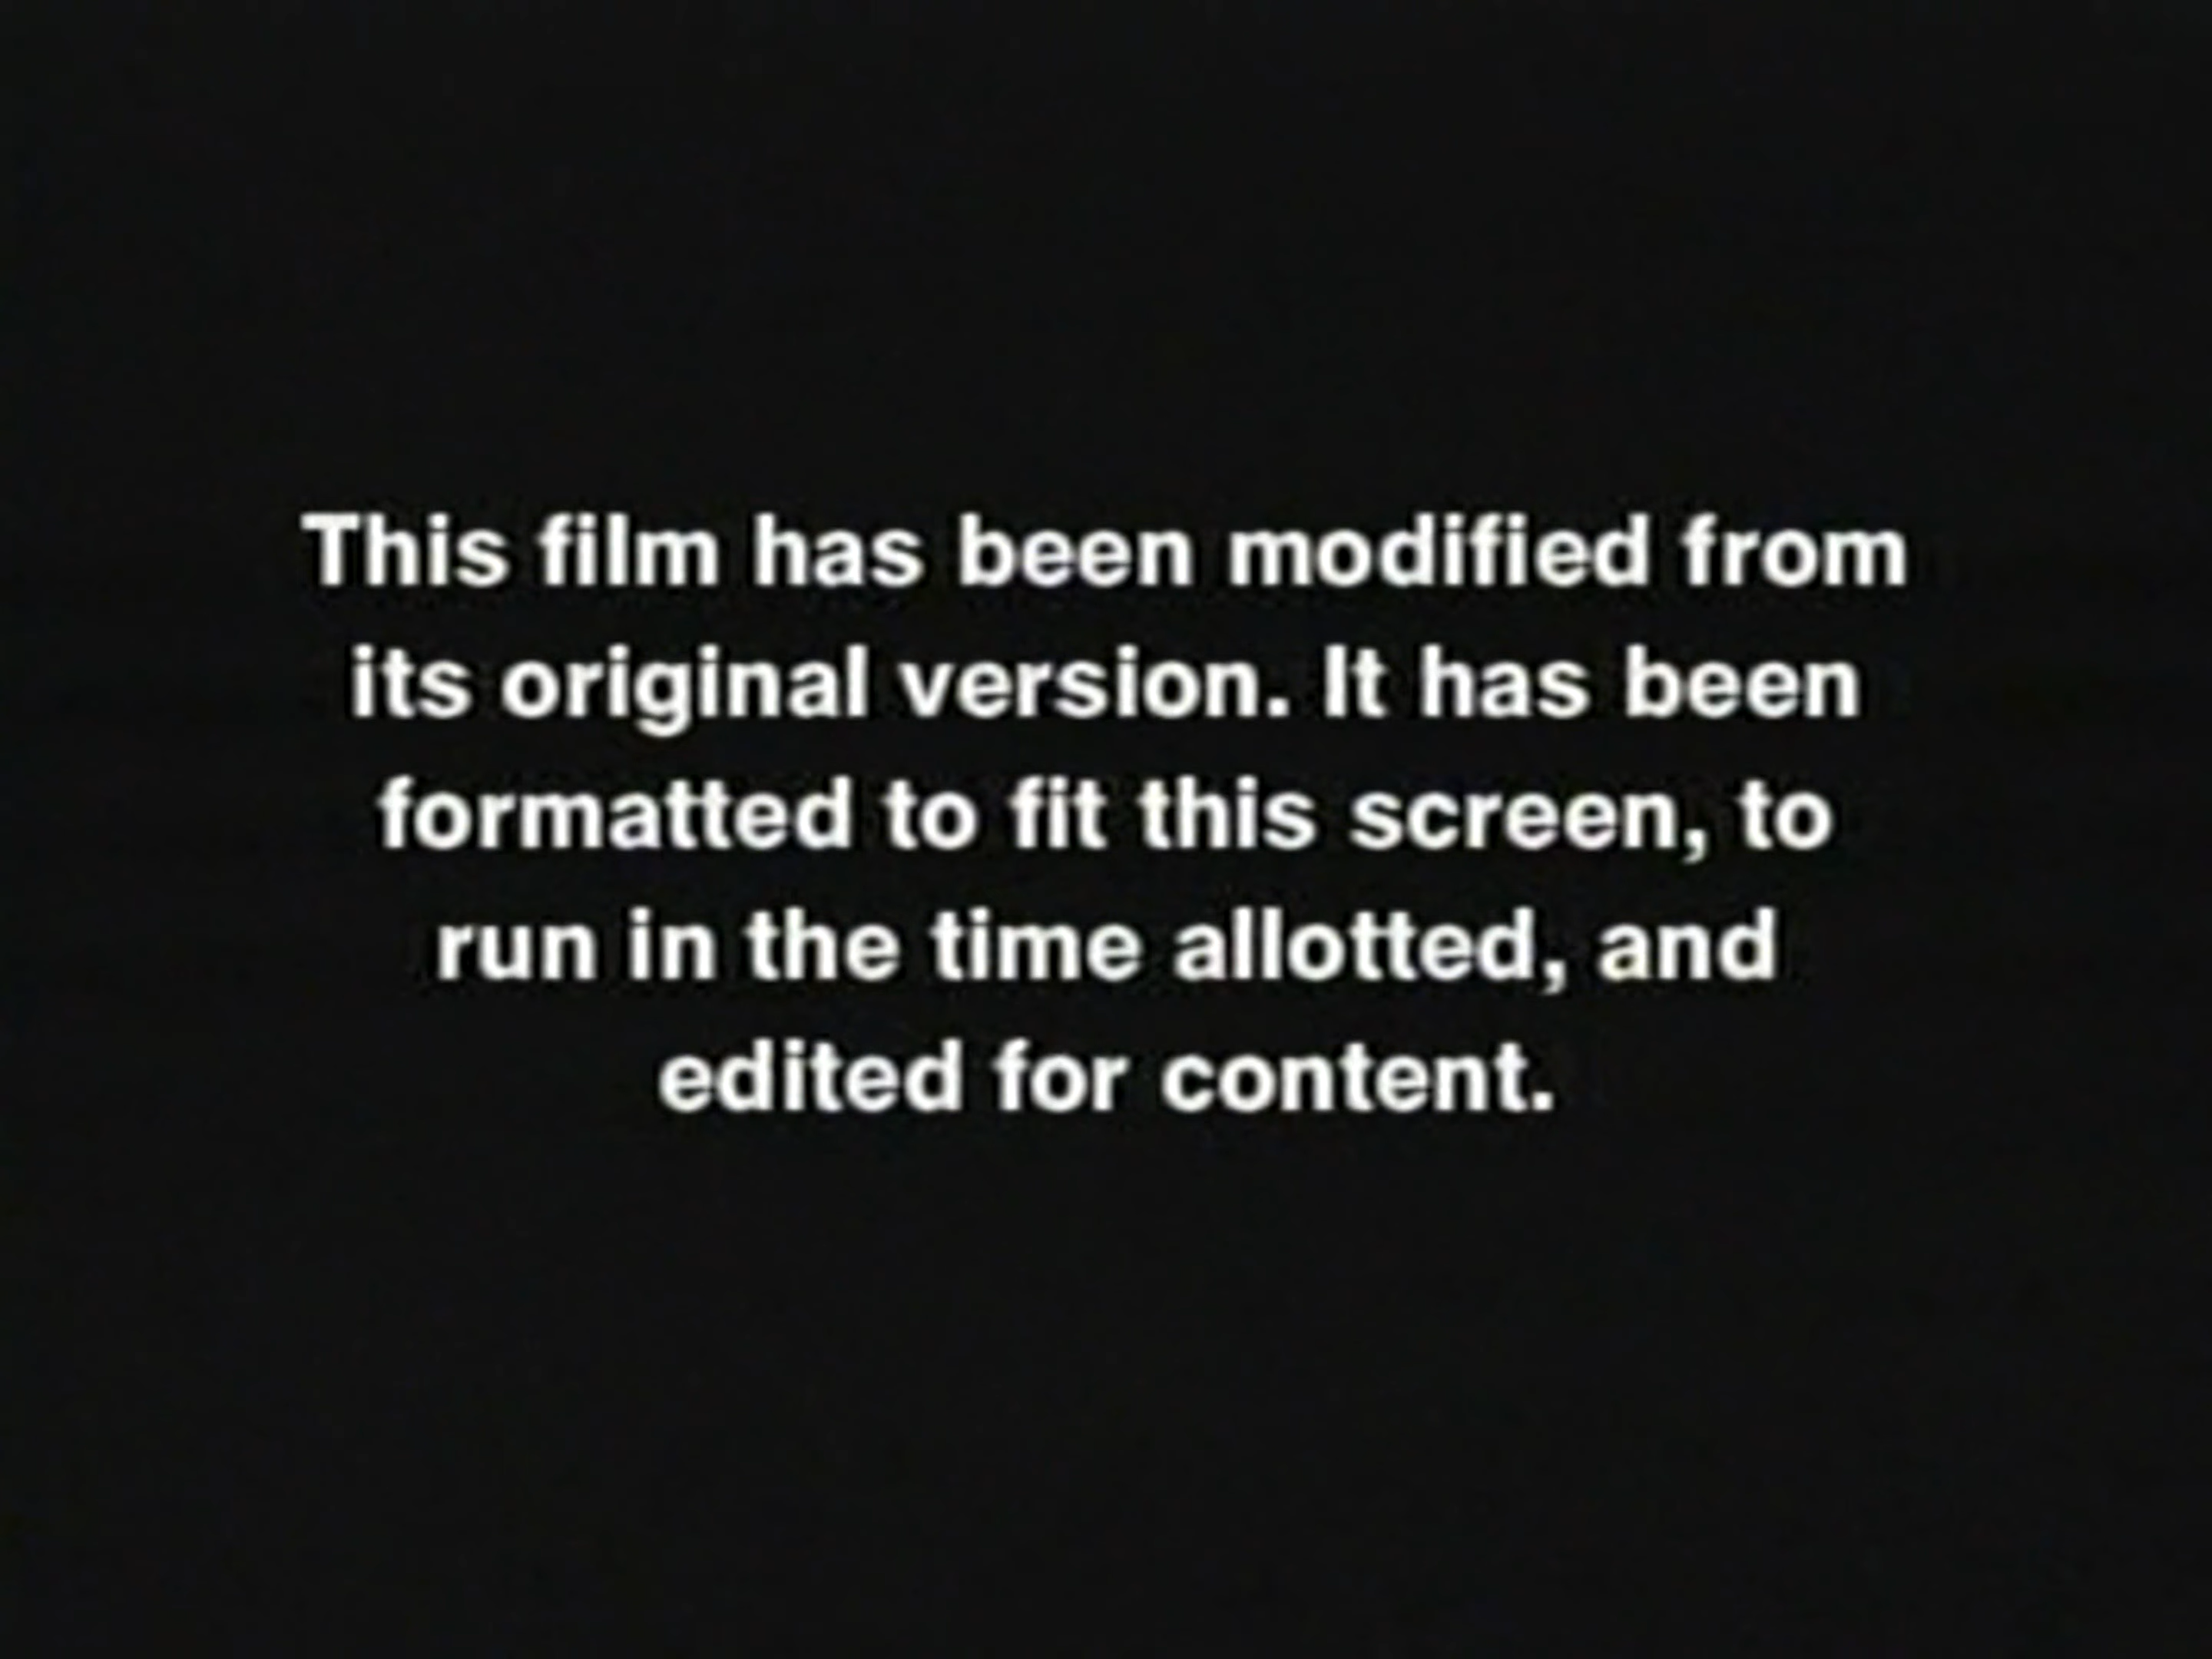 This film has been modified from
its original version. It has been
formatted to fit this screen, to
run in the time allotted, and
edited for content.